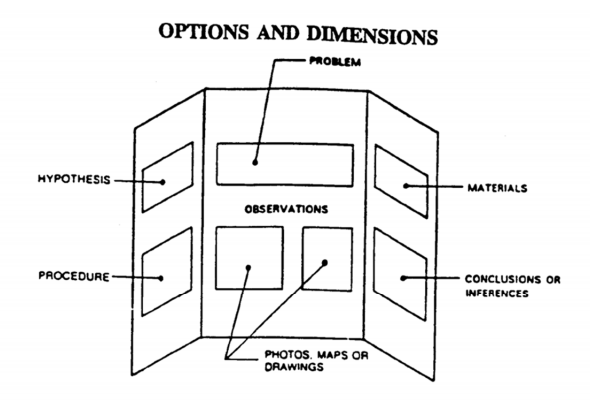 OPTIONS AND DIMENSIONS
PROBLEM
HYPOTHESIS
MATERIALS
OBSERVATIONS
PROCEDURE
CONCLUSIONS OR
INFERENCES
PHOTOS, MAPS OR
DRAWINGS